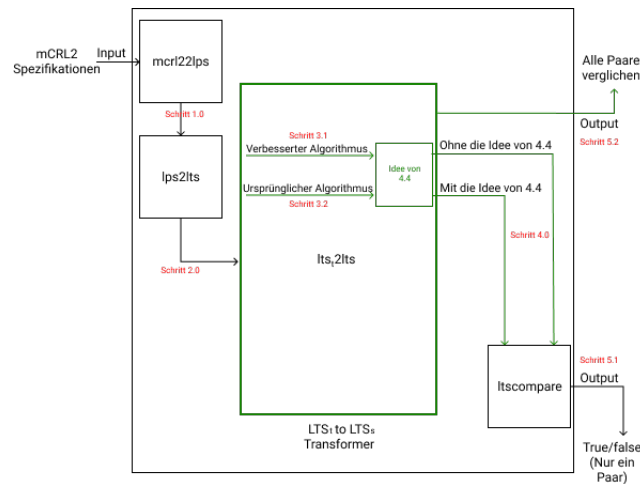 mCRL2
Spezifikationen
Input
mcrl22lps
Schritt 1.0
lps2lts
Schritt 2.0
Schritt 3.1
Verbesserter Algorithmus
Ursprünglicher Algorithmus
Schritt 3.2
Idee von
4.4
ltsₜ2lts
Ohne die Idee von 4.4
Mit die Idee von 4.4
Schritt 4.0
Alle Paare
verglichen
Output
Schritt 5.2
ltscompare
Schritt 5.1
Output
True/false
(Nur ein
Paar)
LTSₜ to LTSₛ
Transformer